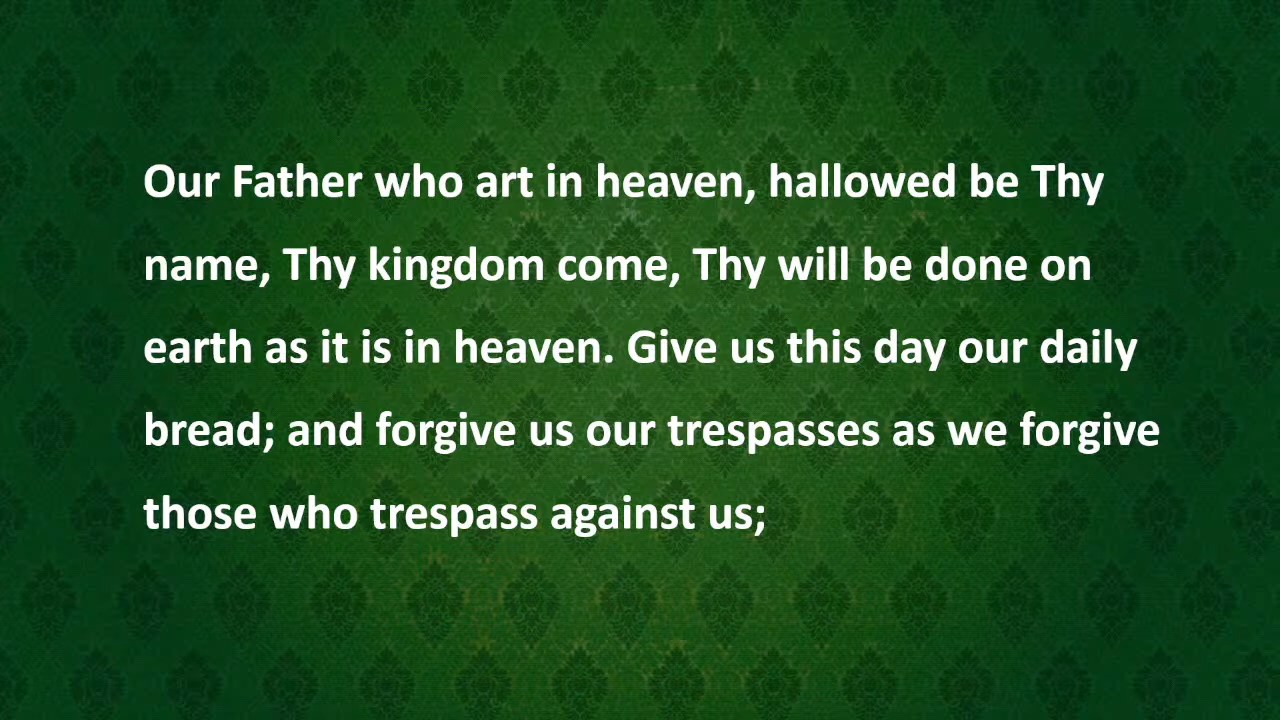 Our Father who art in heaven, hallowed be Thy
name, Thy kingdom come, Thy will be done on
earth as it is in heaven. Give us this day our daily
bread; and forgive us our trespasses as we forgive
those who trespass against us;